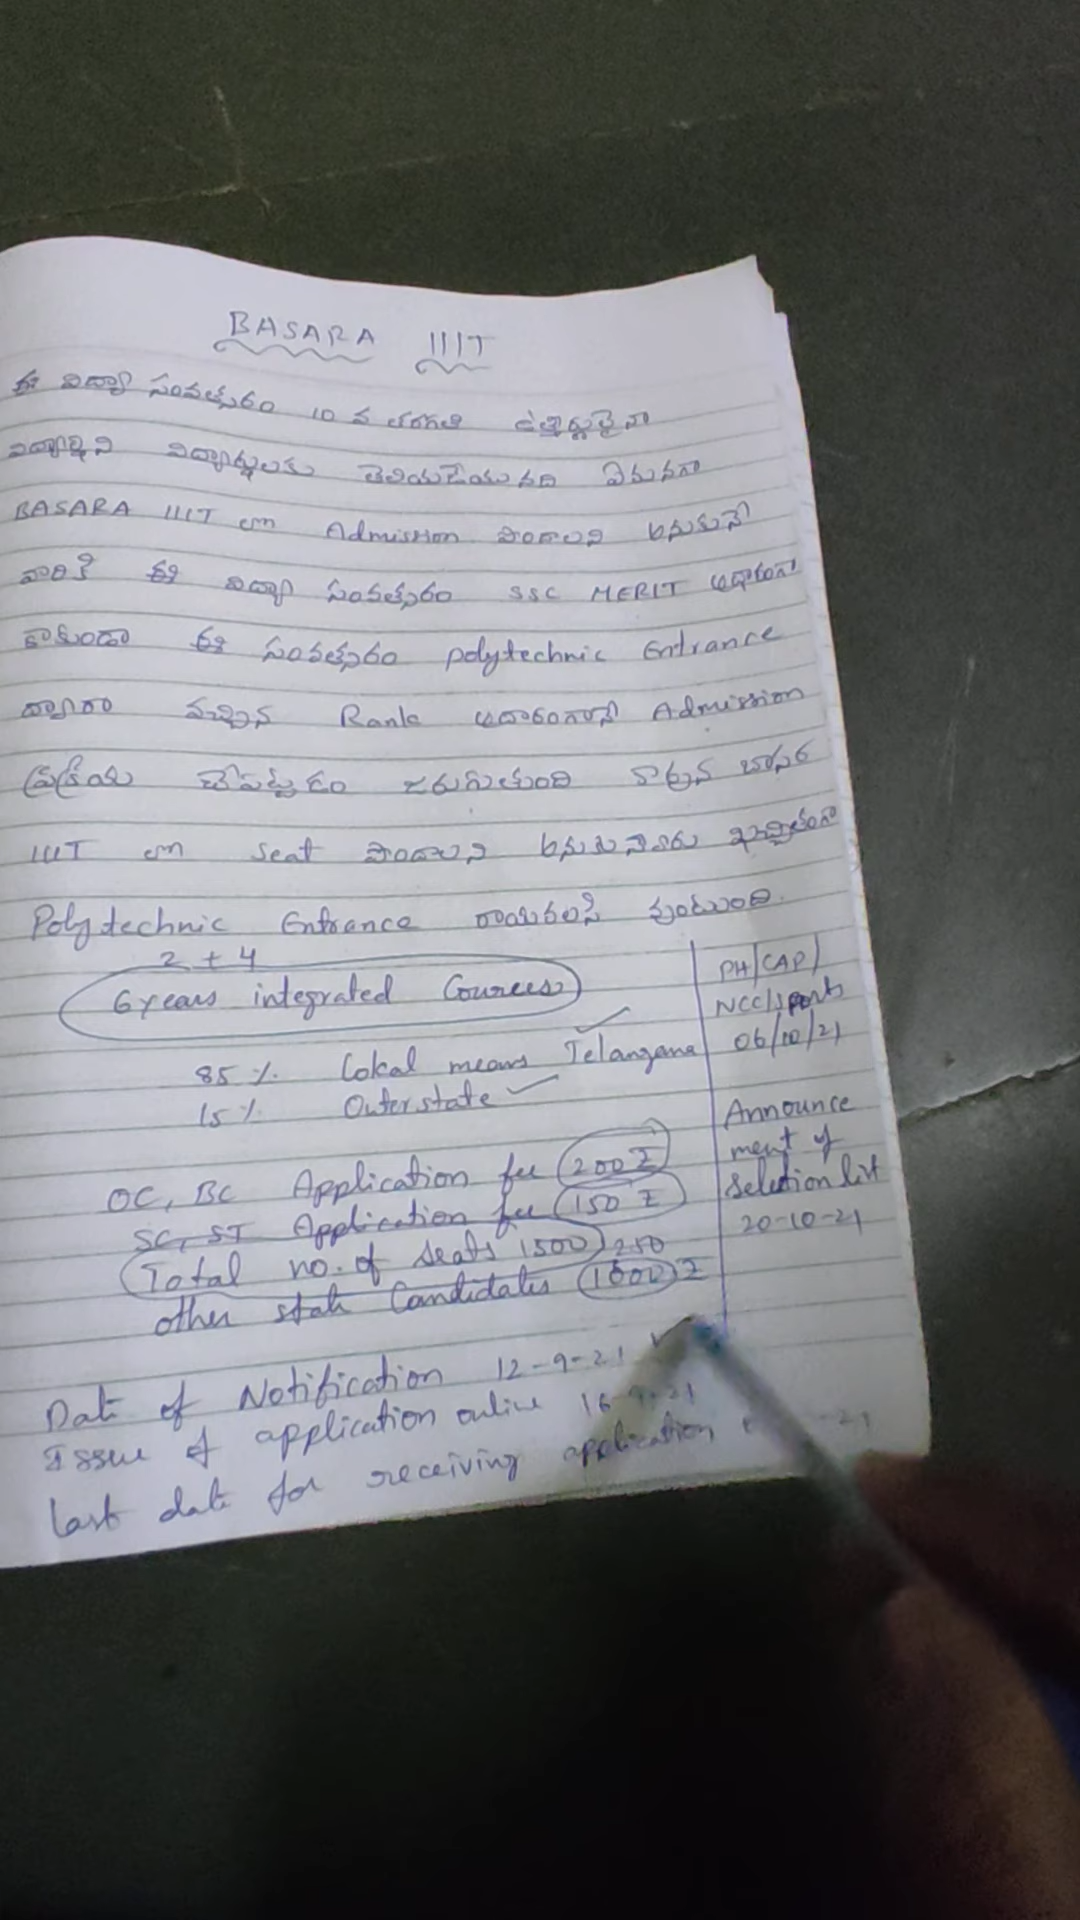 BASARA IIIT
ఈ విద్యా సంవత్సరం 10 వ తరగతి ఉత్తీర్ణులైన
విద్యార్థిని విద్యార్థులకు తెలియజేయునది ఏమనగా
BASARA IIIT లో Admission పొందాలని అనుకునే
వారికి ఈ విద్యా సంవత్సరం SSC MERIT ఆధారంగా
కాకుండా ఈ సంవత్సరం polytechnic Entrance
ద్వారా వచ్చిన Rank ఆధారంగానే Admission
ప్రక్రియ చేపట్టడం జరుగుతుంది కావున బాసర
IIIT లో seat పొందాలని అనుకునేవారు
Polytechnic Entrance రాయవలసి వుంటుంది.
2 + 4
6 years integrated Cources
85 %. Lokal means Telangana
15 %. Outer state
OC, BC Application fee 200 ₹
SC, ST Application fee 150 ₹
Total no. of seats 1500 250
other state Candidates 1000 ₹
PH/CAP/
NCC/sports
06/10/21
Announce
ment of
selection list
20-10-21
Date of Notification 12-9-21
Issue of application online
last date for receiving application